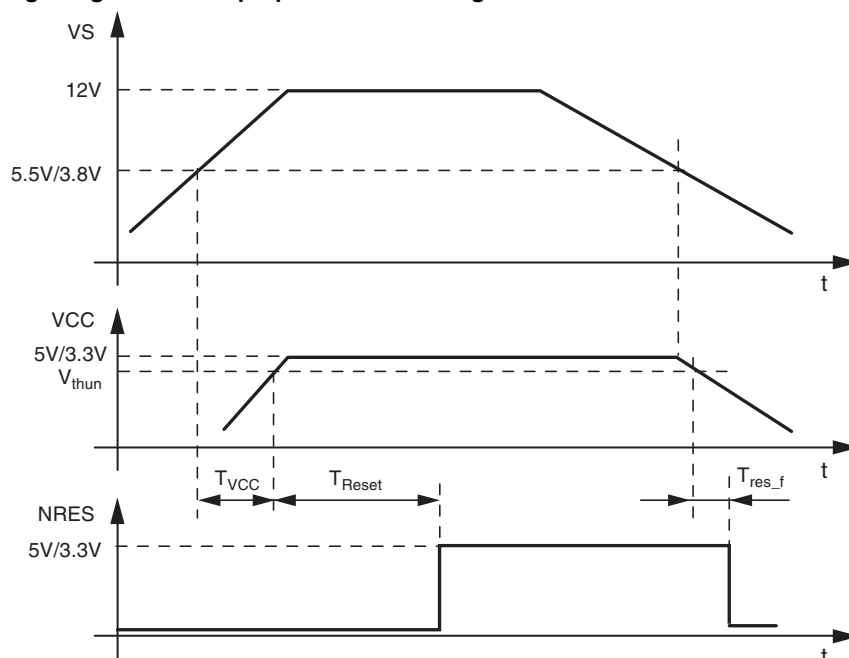 VS
12V
5.5V/3.8V
t
VCC
5V/3.3V
Vthun
t
TVCC
TReset
Tres_f
NRES
5V/3.3V
t